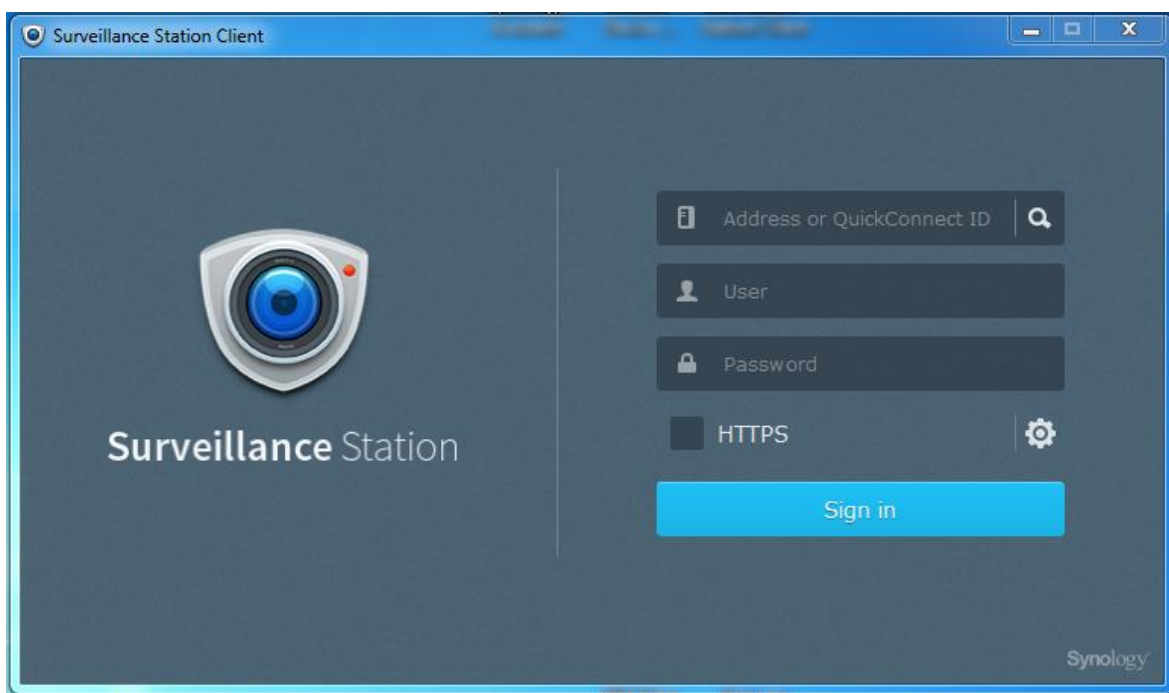 Surveillance Station Client
Address or QuickConnect ID
User
Password
HTTPS
Sign in
Surveillance Station
Synology